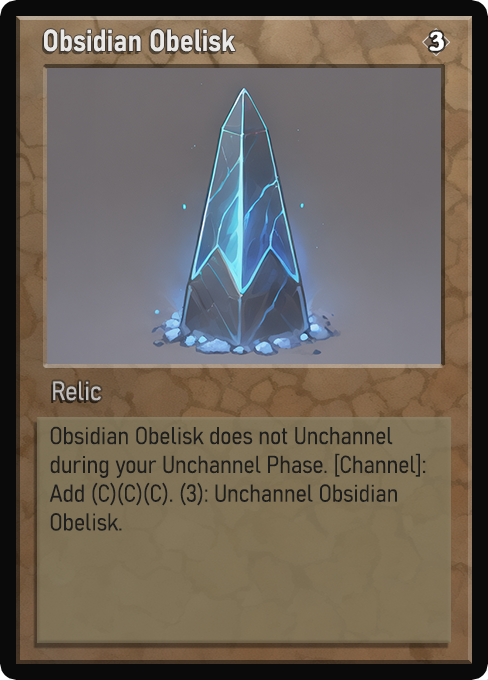 Obsidian Obelisk 3
Relic
Obsidian Obelisk does not Unchannel
during your Unchannel Phase. [Channel]:
Add (C)(C)(C). (3): Unchannel Obsidian
Obelisk.